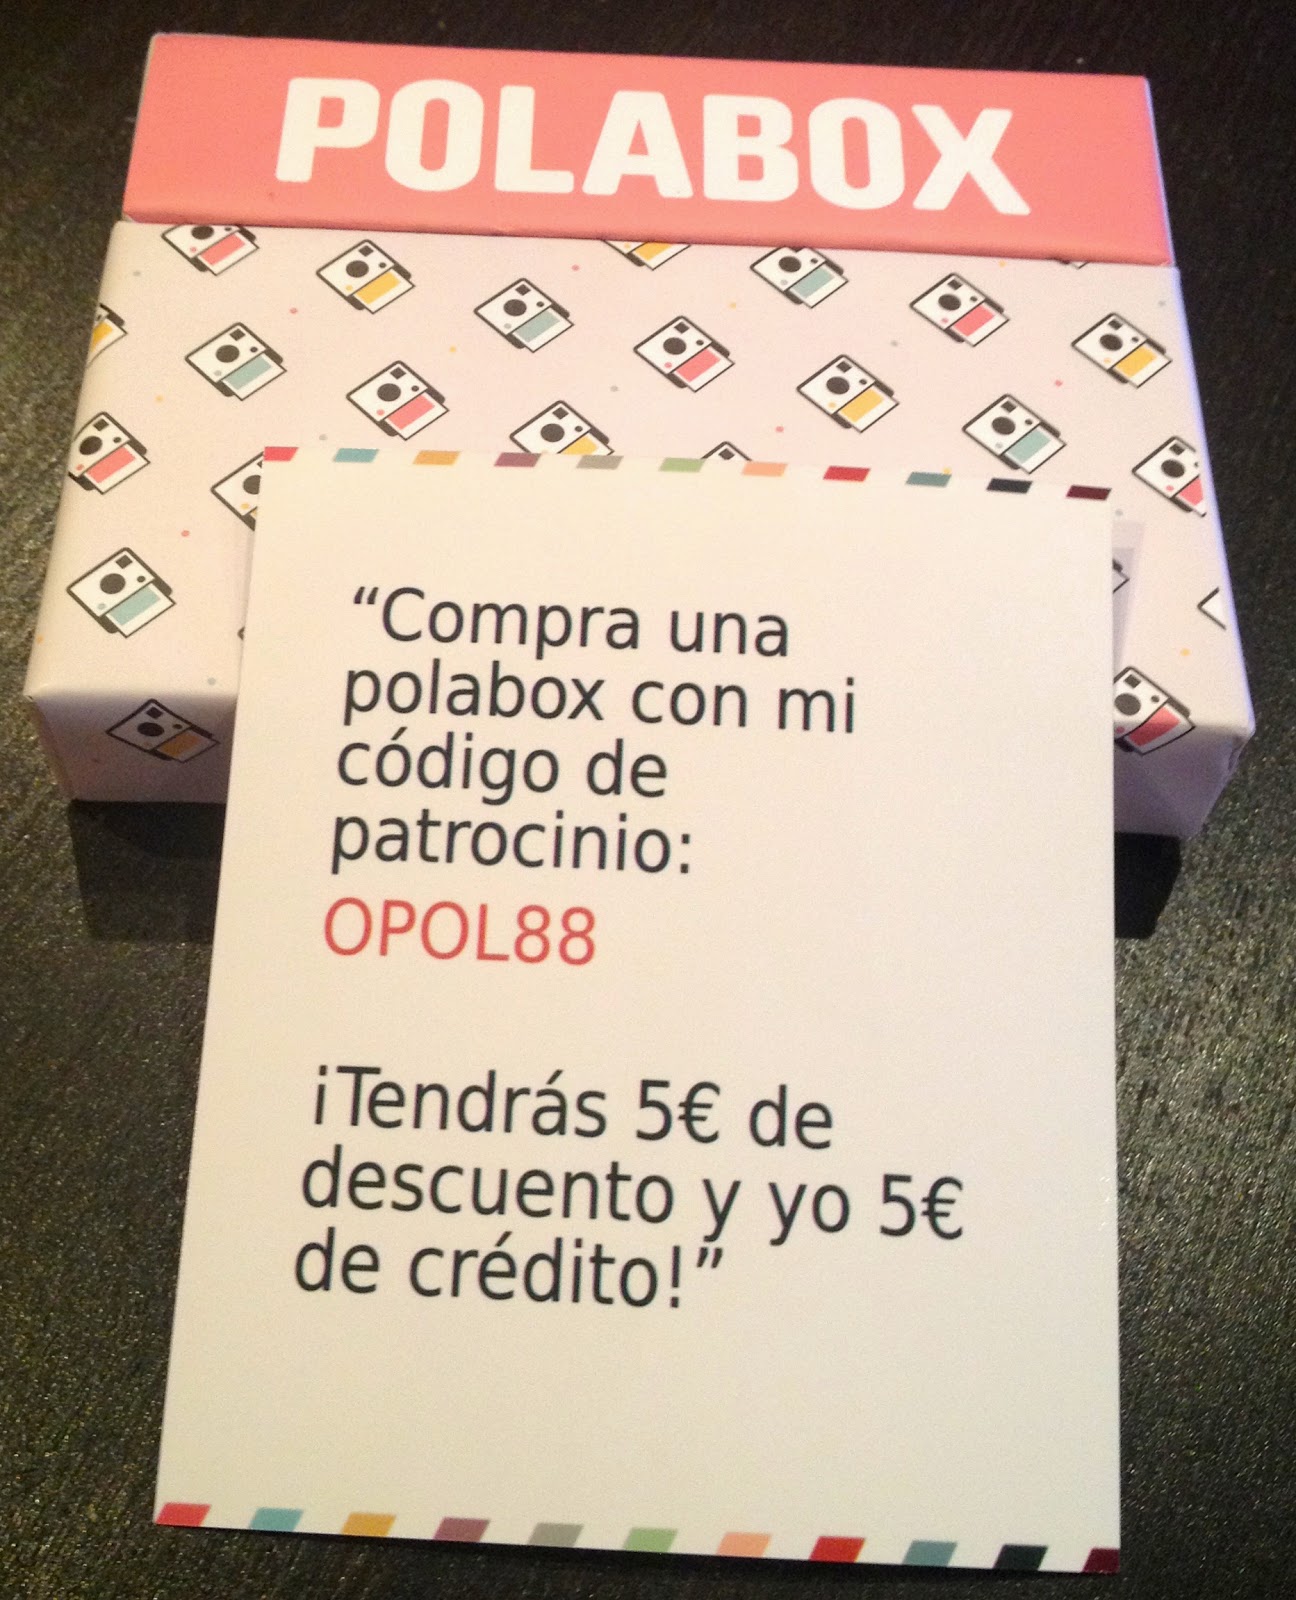 POLABOX
“Compra una
polabox con mi
código de
patrocinio:
OPOL88
¡Tendrás 5€ de
descuento y yo 5€
de crédito!”